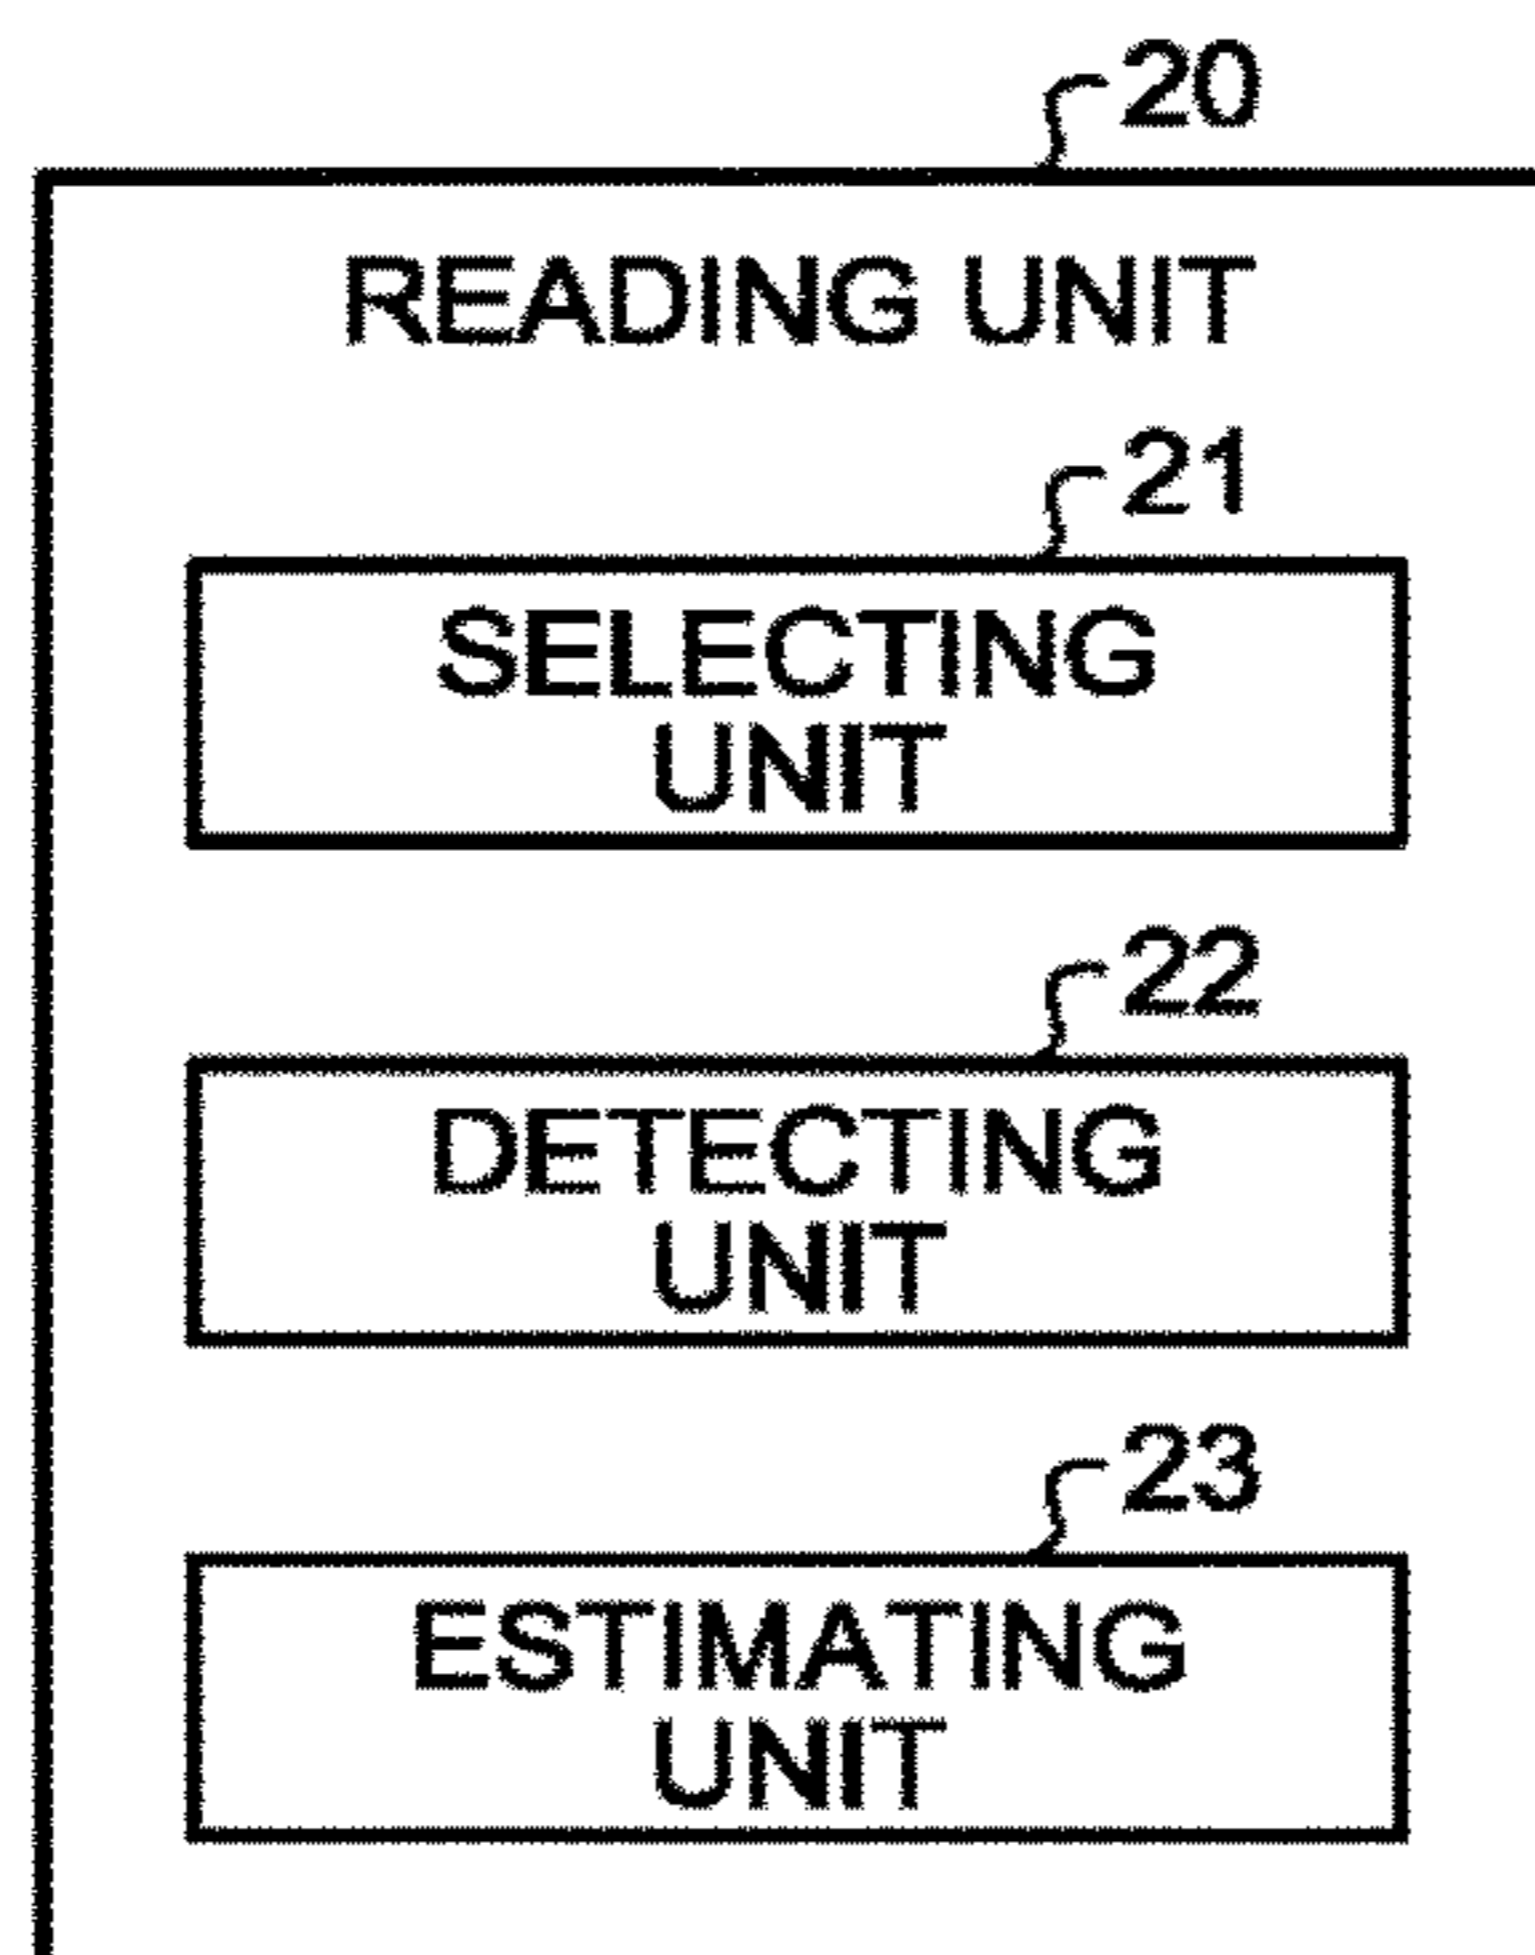 20
READING UNIT
21
SELECTING
UNIT
22
DETECTING
UNIT
23
ESTIMATING
UNIT